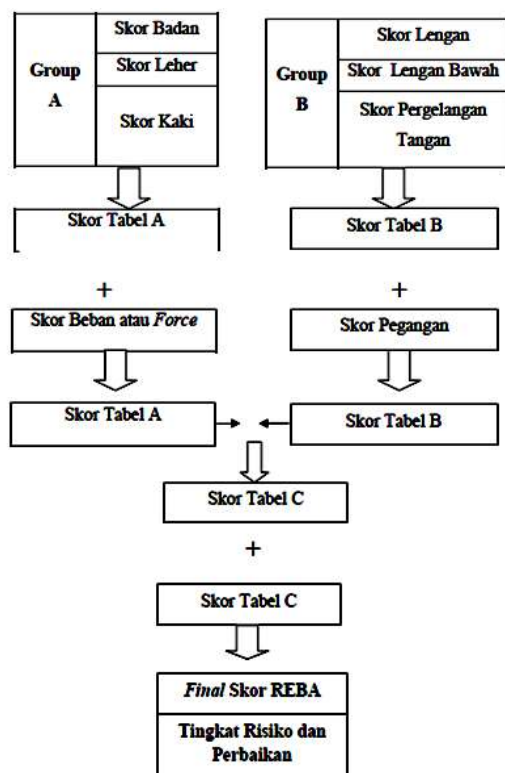 Group
A
Skor Badan
Skor Leher
Skor Kaki
Skor Tabel A
+
Skor Beban atau Force
Skor Tabel A
Group
B
Skor Lengan
Skor Lengan Bawah
Skor Pergelangan
Tangan
Skor Tabel B
+
Skor Pegangan
Skor Tabel B
Skor Tabel C
+
Skor Tabel C
Final Skor REBA
Tingkat Risiko dan
Perbaikan